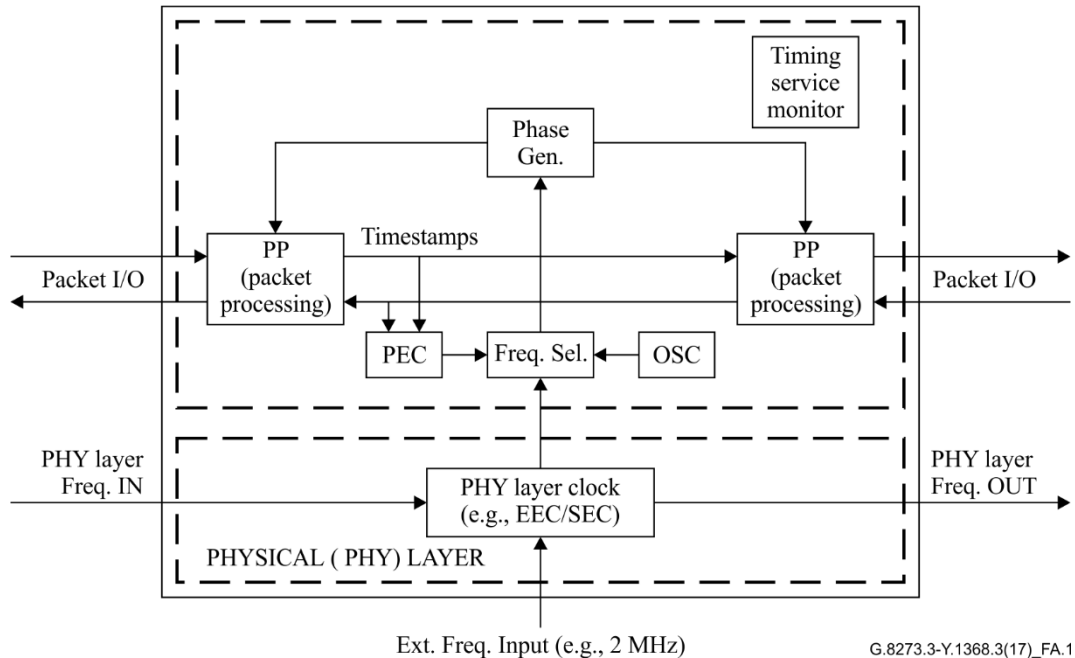 Timing
service
monitor
Phase
Gen.
Timestamps
PP
(packet
processing)
PP
(packet
processing)
Packet I/O
Packet I/O
PEC
Freq. Sel.
OSC
PHY layer
Freq. IN
PHY layer clock
(e.g., EEC/SEC)
PHY layer
Freq. OUT
PHYSICAL ( PHY) LAYER
Ext. Freq. Input (e.g., 2 MHz)
G.8273.3-Y.1368.3(17)_FA.1